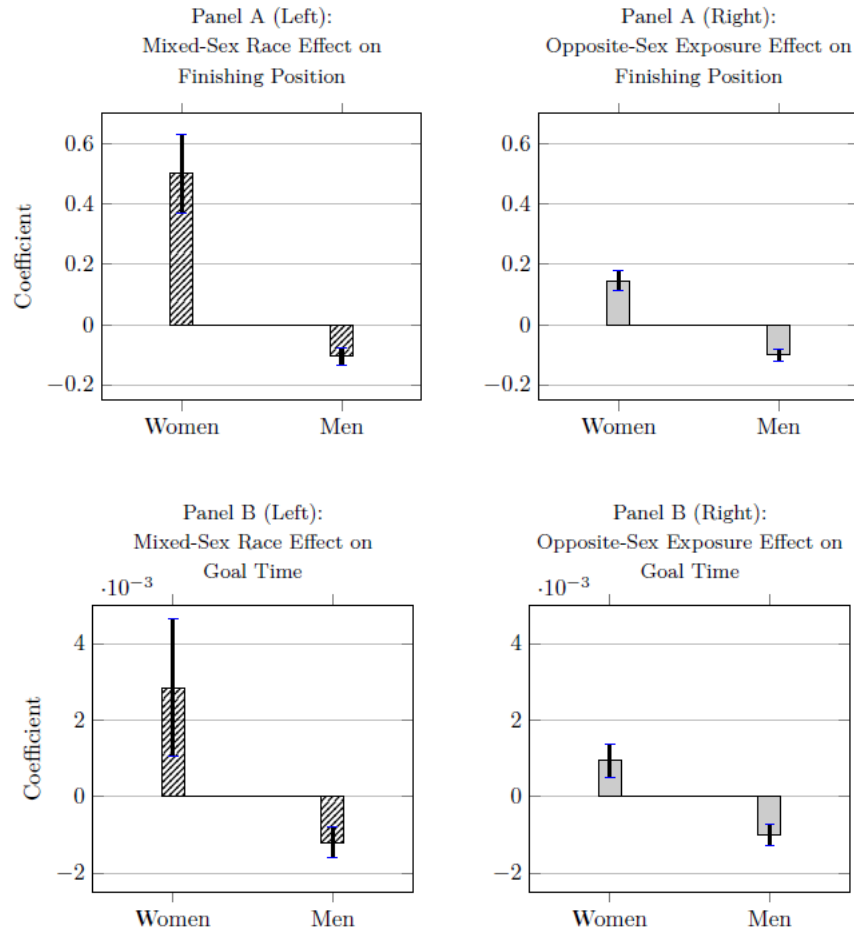 Panel A (Left):
Mixed-Sex Race Effect on
Finishing Position
0.6
0.4
0.2
0
−0.2
Coefficient
Women
Men
Panel A (Right):
Opposite-Sex Exposure Effect on
Finishing Position
0.6
0.4
0.2
0
−0.2
Women
Men
Panel B (Left):
Mixed-Sex Race Effect on
Goal Time
·10⁻³
4
2
0
−2
Coefficient
Women
Men
Panel B (Right):
Opposite-Sex Exposure Effect on
Goal Time
·10⁻³
4
2
0
−2
Women
Men